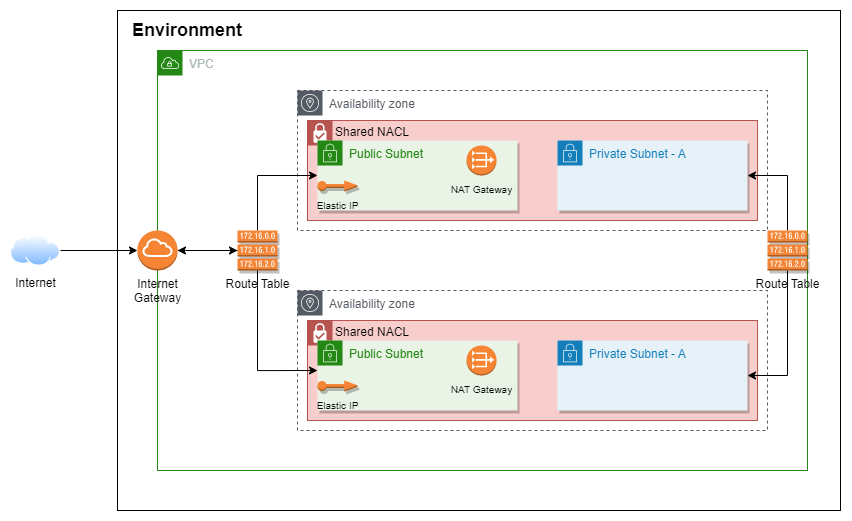 Environment
VPC
Availability zone
Shared NACL
Public Subnet
NAT Gateway
Elastic IP
Private Subnet - A
Internet
Internet
Gateway
172.16.0.0
172.16.1.0
172.16.2.0
Route Table
172.16.0.0
172.16.1.0
172.16.2.0
Route Table
Availability zone
Shared NACL
Public Subnet
NAT Gateway
Elastic IP
Private Subnet - A